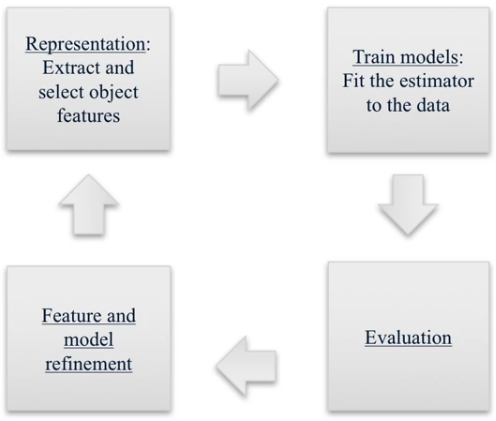 Representation:
Extract and
select object
features
Train models:
Fit the estimator
to the data
Evaluation
Feature and
model
refinement